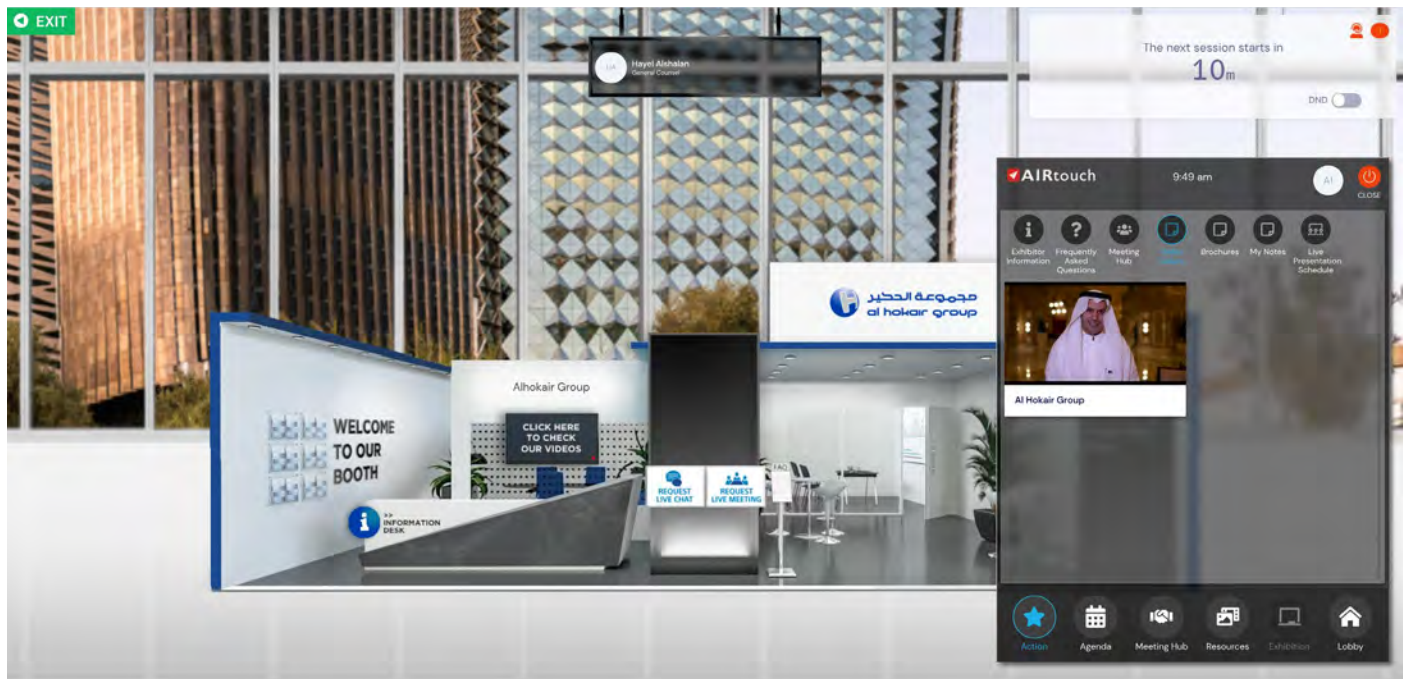 EXIT
HA
Hayel Alshalan
General Counsel
The next session starts in
10m
DND
AIRtouch
9:49 am
AI
CLOSE
Exhibitor
Information
Frequently
Asked
Questions
Meeting
Hub
Brochures
My Notes
Live
Presentation
Schedule
Al Hokair Group
مجموعة الحكير
al hokair group
Alhokair Group
CLICK HERE
TO CHECK
OUR VIDEOS
WELCOME
TO OUR
BOOTH
>>
INFORMATION
DESK
REQUEST
LIVE CHAT
REQUEST
LIVE MEETING
FAQ
Action
Agenda
Meeting Hub
Resources
Exhibition
Lobby